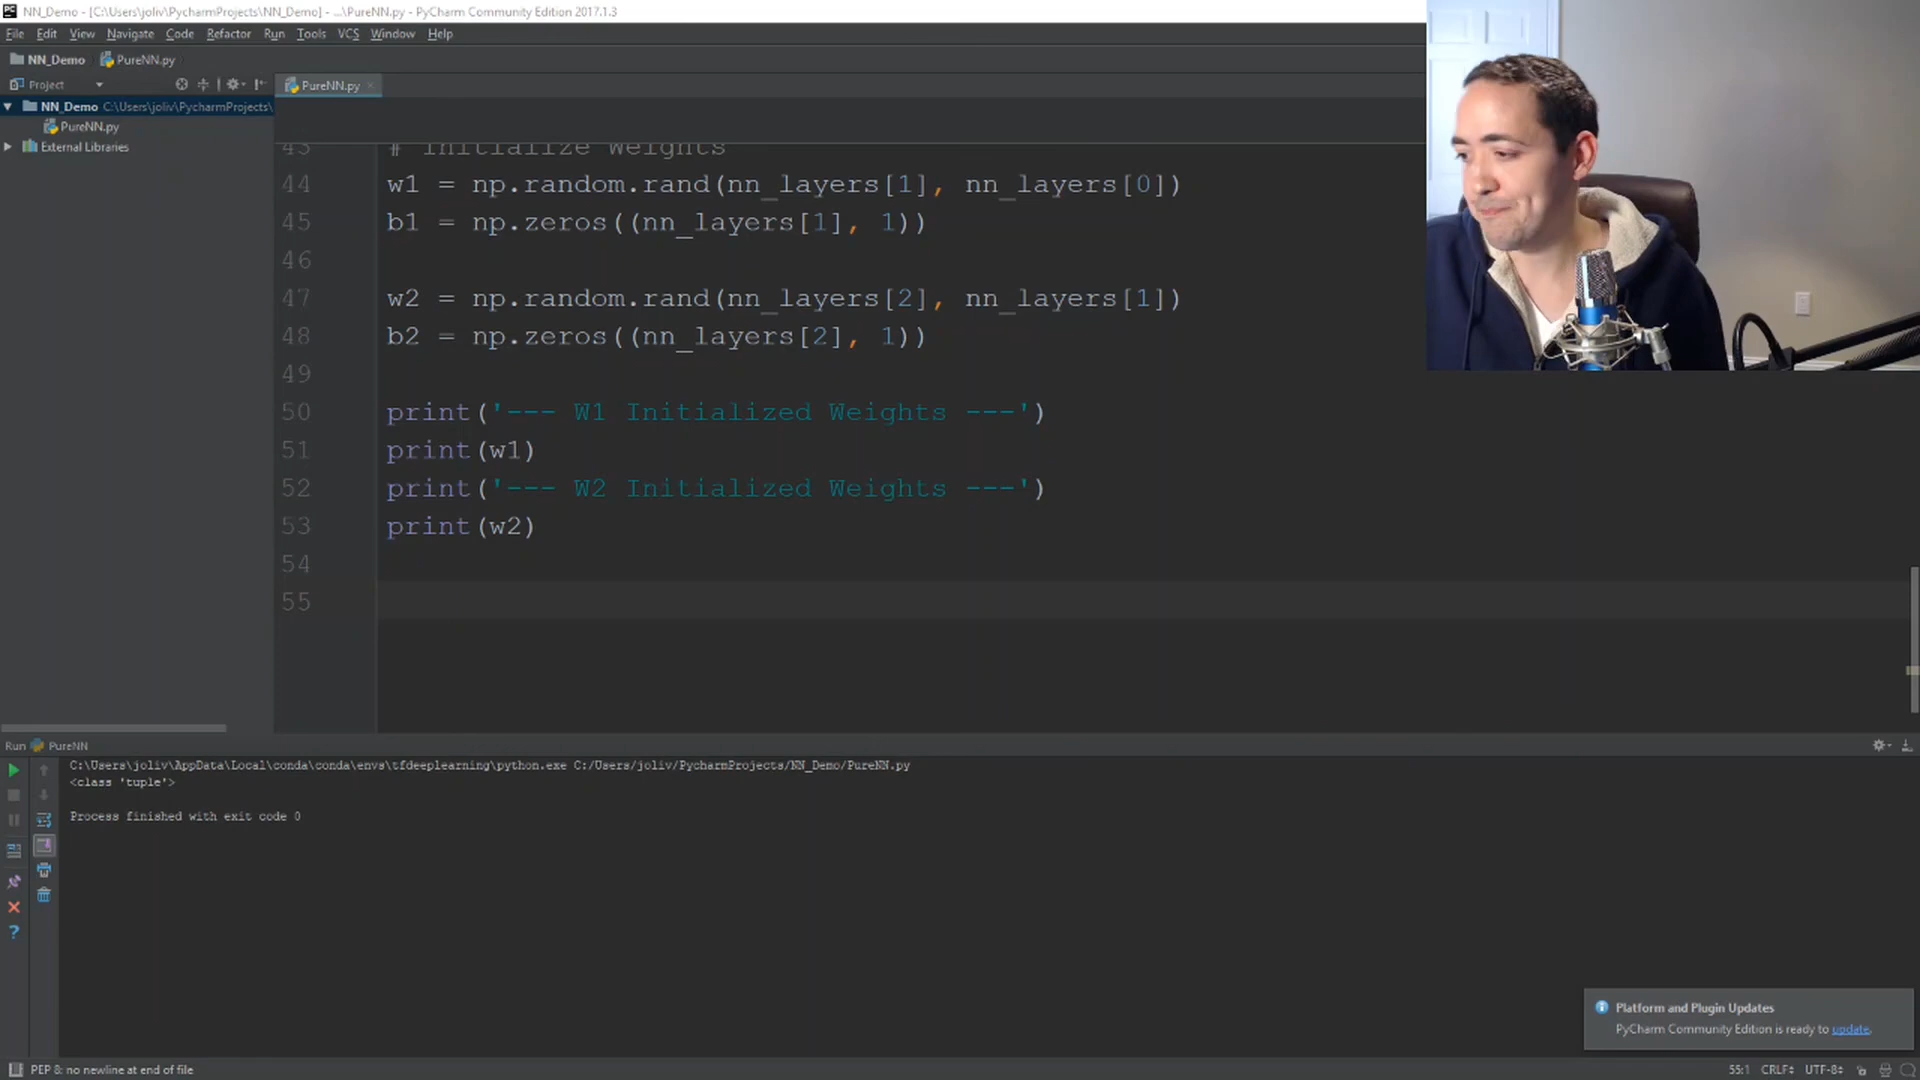 NN_Demo - [C:\Users\joliv\PycharmProjects\NN_Demo] - ...\PureNN.py - PyCharm Community Edition 2017.1.3
File Edit View Navigate Code Refactor Run Tools VCS Window Help
NN_Demo PureNN.py
Project
PureNN.py
NN_Demo C:\Users\joliv\PycharmProjects\
PureNN.py
External Libraries
43 # Initialize Weights
44 w1 = np.random.rand(nn_layers[1], nn_layers[0])
45 b1 = np.zeros((nn_layers[1], 1))
46
47 w2 = np.random.rand(nn_layers[2], nn_layers[1])
48 b2 = np.zeros((nn_layers[2], 1))
49
50 print('--- W1 Initialized Weights ---')
51 print(w1)
52 print('--- W2 Initialized Weights ---')
53 print(w2)
54
55
Run PureNN
C:\Users\joliv\AppData\Local\conda\conda\envs\tfdeeplearning\python.exe C:/Users/joliv/PycharmProjects/NN_Demo/PureNN.py
<class 'tuple'>
Process finished with exit code 0
Platform and Plugin Updates
PyCharm Community Edition is ready to update.
PEP 8: no newline at end of file
55:1 CRLF UTF-8